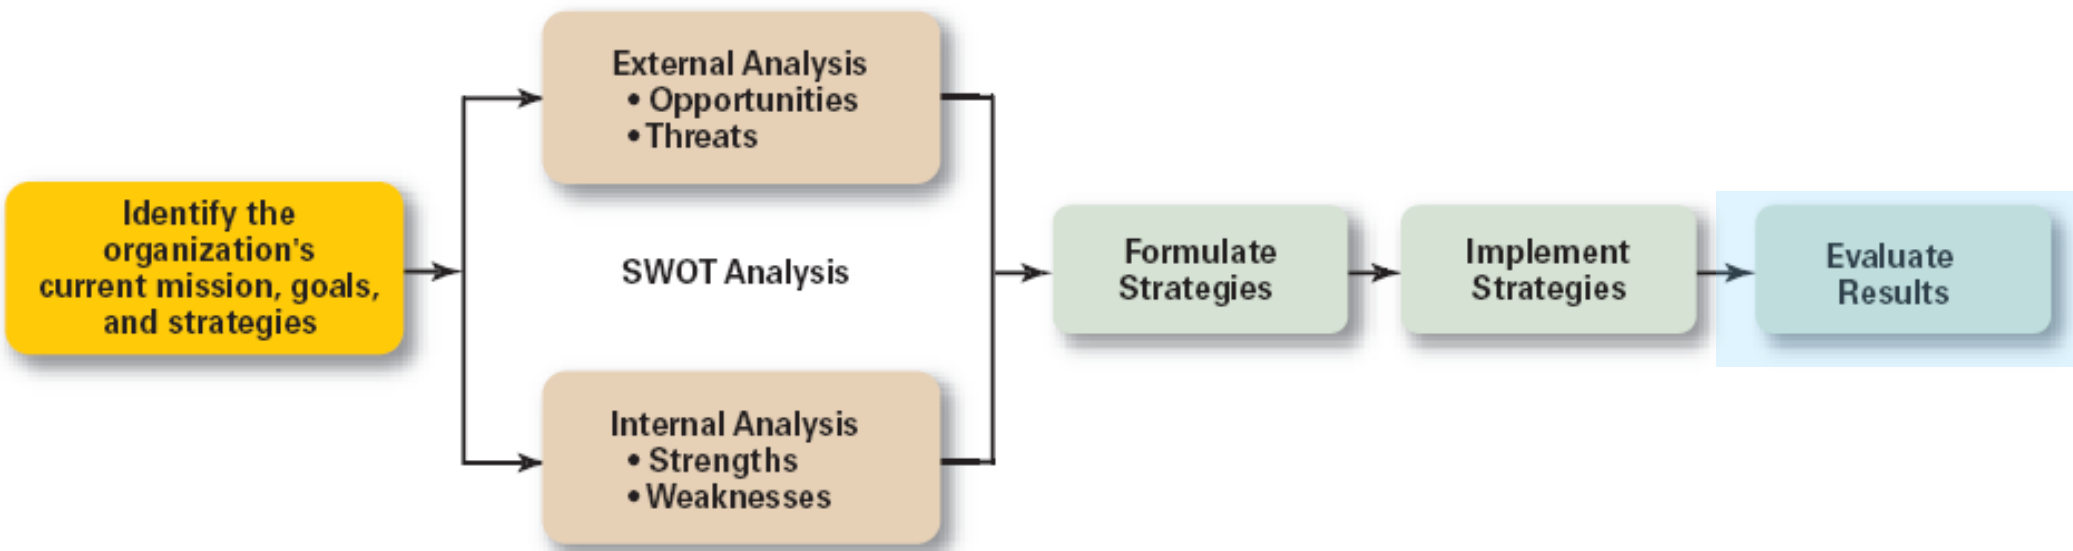 Identify the
organization's
current mission, goals,
and strategies
External Analysis
• Opportunities
• Threats
SWOT Analysis
Internal Analysis
• Strengths
• Weaknesses
Formulate
Strategies
Implement
Strategies
Evaluate
Results